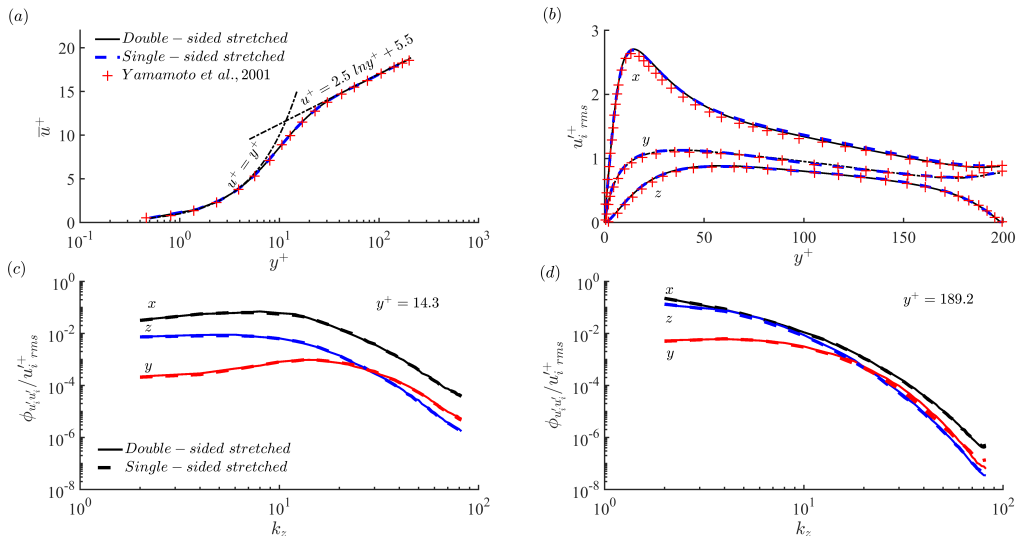 (a)
20
15
10
5
0
u̅⁺
Double − sided stretched
Single − sided stretched
Yamamoto et al., 2001
u⁺ = 2.5 lny⁺ + 5.5
u⁺ = y⁺
10⁻¹ 10⁰ 10¹ 10² 10³
y⁺
(b)
3
2
1
0
u′ᵢ⁺ rms
x
y
z
0 50 100 150 200
y⁺
(c)
10⁰
10⁻²
10⁻⁴
10⁻⁶
10⁻⁸
ϕu′ᵢu′ᵢ/u′ᵢ⁺ rms
y⁺ = 14.3
x
z
y
Double − sided stretched
Single − sided stretched
10⁰ 10¹ 10²
k_z
(d)
10⁰
10⁻²
10⁻⁴
10⁻⁶
10⁻⁸
ϕu′ᵢu′ᵢ/u′ᵢ⁺ rms
y⁺ = 189.2
x
z
y
10⁰ 10¹ 10²
k_z